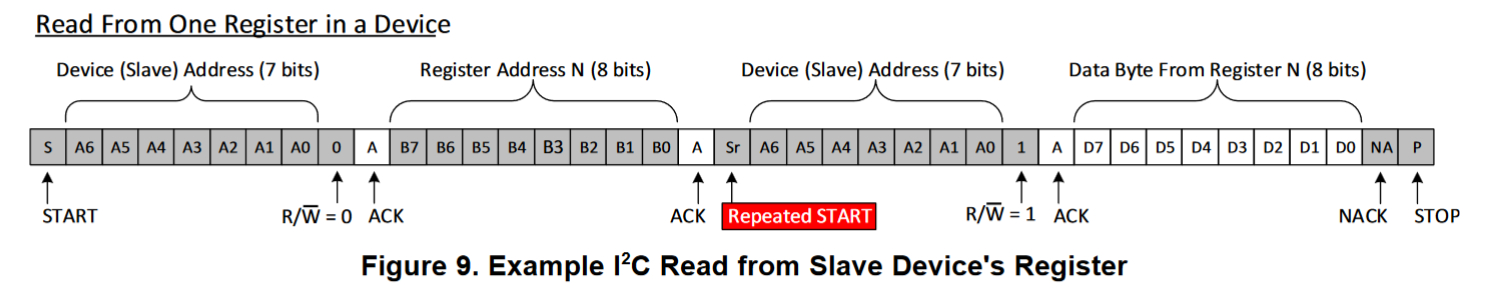 Read From One Register in a Device
Device (Slave) Address (7 bits) Register Address N (8 bits) Device (Slave) Address (7 bits) Data Byte From Register N (8 bits)
S A6 A5 A4 A3 A2 A1 A0 0 A B7 B6 B5 B4 B3 B2 B1 B0 A Sr A6 A5 A4 A3 A2 A1 A0 1 A D7 D6 D5 D4 D3 D2 D1 D0 NA P
START R/W̅ = 0 ACK ACK Repeated START R/W̅ = 1 ACK NACK STOP
Figure 9. Example I²C Read from Slave Device's Register